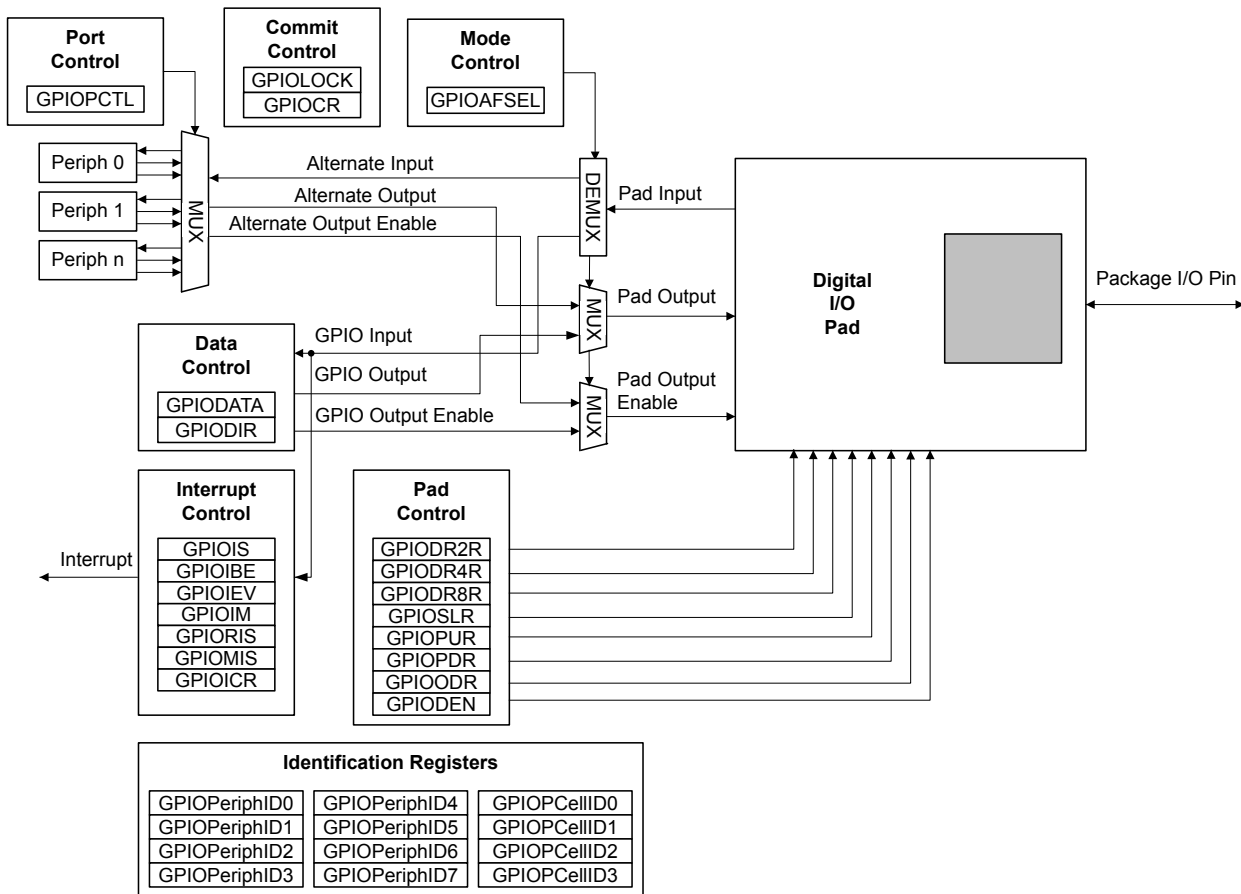 Port
Control
GPIOPCTL
Commit
Control
GPIOLOCK
GPIOCR
Mode
Control
GPIOAFSEL
Periph 0
Periph 1
Periph n
MUX
Alternate Input
Alternate Output
Alternate Output Enable
DEMUX
Pad Input
MUX
Pad Output
MUX
Pad Output
Enable
Digital
I/O
Pad
Package I/O Pin
Data
Control
GPIODATA
GPIODIR
GPIO Input
GPIO Output
GPIO Output Enable
Interrupt
Interrupt
Control
GPIOIS
GPIOIBE
GPIOIEV
GPIOIM
GPIORIS
GPIOMIS
GPIOICR
Pad
Control
GPIODR2R
GPIODR4R
GPIODR8R
GPIOSLR
GPIOPUR
GPIOPDR
GPIOODR
GPIODEN
Identification Registers
GPIOPeriphID0
GPIOPeriphID1
GPIOPeriphID2
GPIOPeriphID3
GPIOPeriphID4
GPIOPeriphID5
GPIOPeriphID6
GPIOPeriphID7
GPIOPCellID0
GPIOPCellID1
GPIOPCellID2
GPIOPCellID3